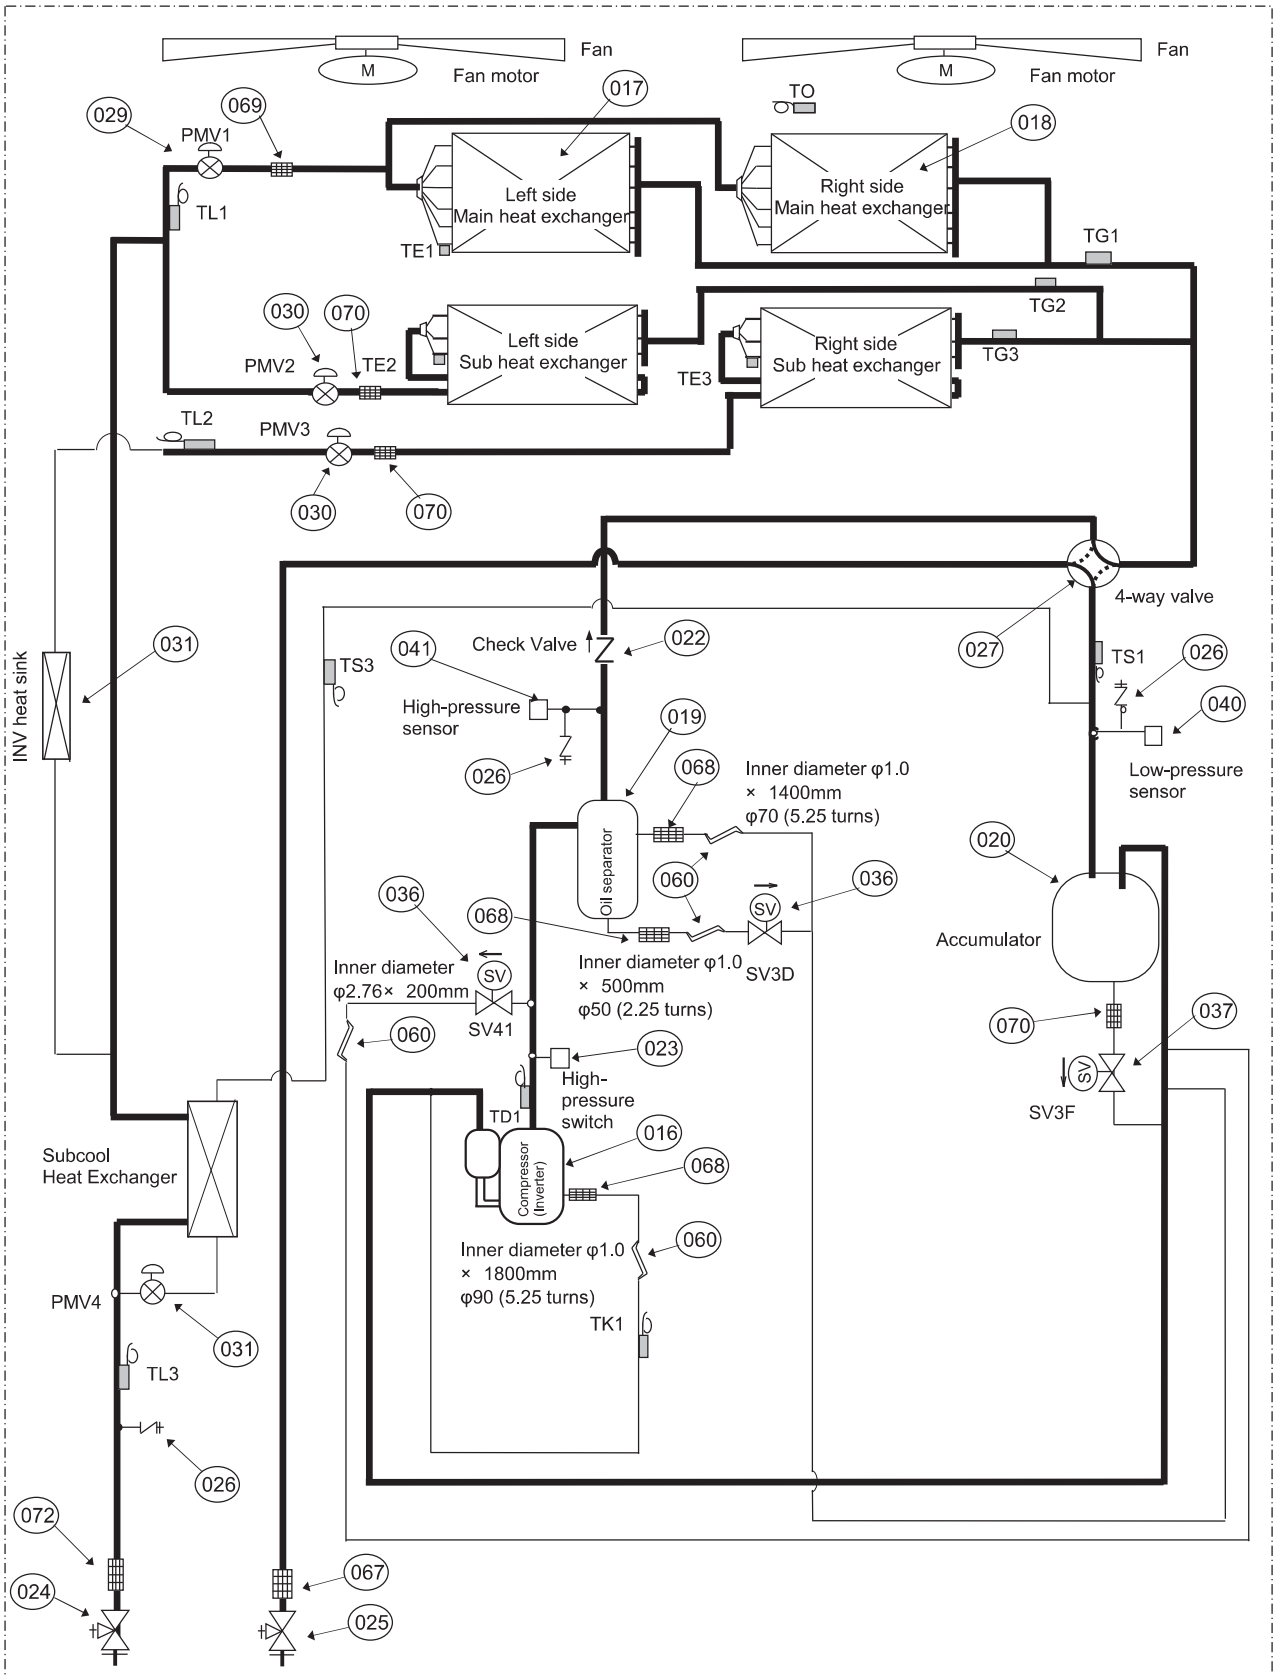 Fan
Fan
M
Fan motor
M
Fan motor
017
TO
069
029
018
PMV1
Left side
Main heat exchanger
Right side
Main heat exchanger
TL1
TE1
TG1
TG2
030
070
Left side
Sub heat exchanger
Right side
Sub heat exchanger
TG3
PMV2
TE2
TE3
TL2
PMV3
030
070
4-way valve
027
INV heat sink
031
TS3
041
Check Valve
022
TS1
026
High-pressure
sensor
040
019
026
068
Inner diameter φ1.0
× 1400mm
φ70 (5.25 turns)
Low-pressure
sensor
Oil separator
020
060
036
SV
036
068
Accumulator
Inner diameter
φ2.76× 200mm
SV
Inner diameter φ1.0
× 500mm
φ50 (2.25 turns)
SV3D
SV41
060
023
070
037
High-
pressure
switch
SV
SV3F
TD1
016
Subcool
Heat Exchanger
Compressor
(Inverter)
068
Inner diameter φ1.0
× 1800mm
φ90 (5.25 turns)
060
PMV4
031
TK1
TL3
026
072
067
024
025